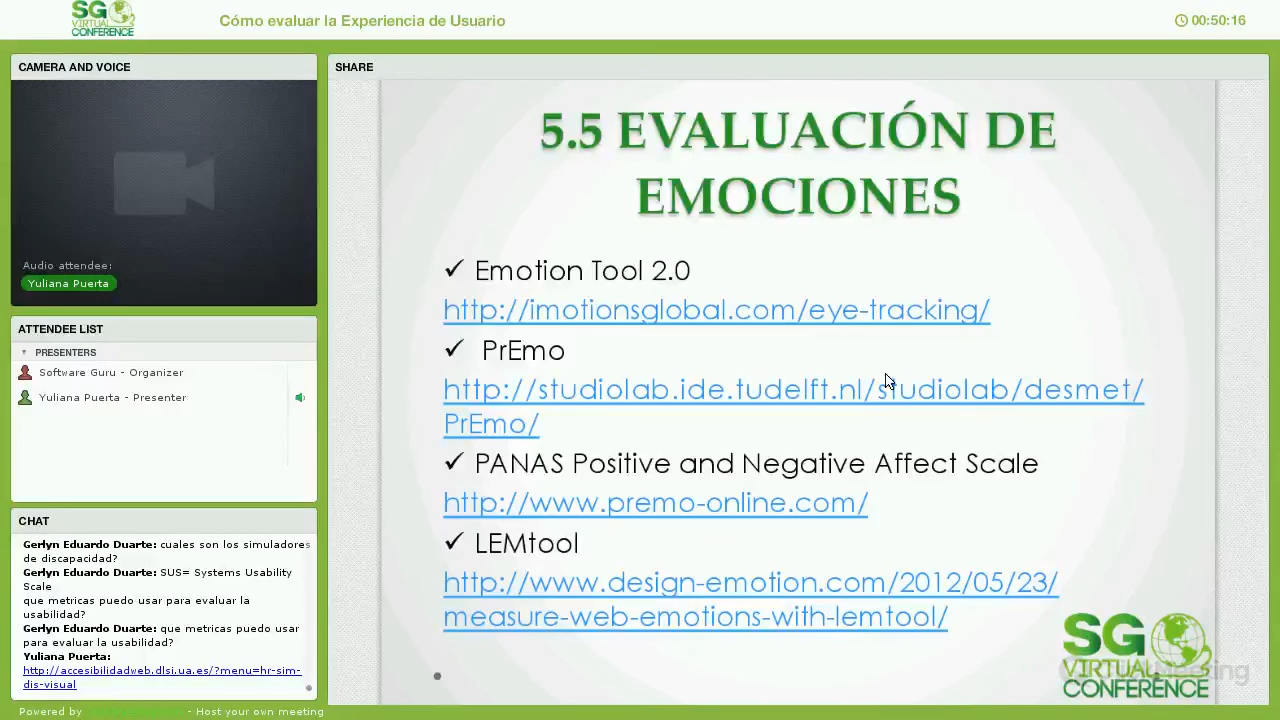 SG
VIRTUAL
CONFERENCE
Cómo evaluar la Experiencia de Usuario
00:50:16
CAMERA AND VOICE
Audio attendee:
Yuliana Puerta
ATTENDEE LIST
PRESENTERS
Software Guru - Organizer
Yuliana Puerta - Presenter
CHAT
Gerlyn Eduardo Duarte: cuales son los simuladores
de discapacidad?
Gerlyn Eduardo Duarte: SUS= Systems Usability
Scale
que metricas puedo usar para evaluar la
usabilidad?
Gerlyn Eduardo Duarte: que metricas puedo usar
para evaluar la usabilidad?
Yuliana Puerta:
http://accesibilidadweb.dlsi.ua.es/?menu=hr-sim-
dis-visual
Powered by
- Host your own meeting
SHARE
5.5 EVALUACIÓN DE
EMOCIONES
✓ Emotion Tool 2.0
http://imotionsglobal.com/eye-tracking/
✓ PrEmo
http://studiolab.ide.tudelft.nl/studiolab/desmet/
PrEmo/
✓ PANAS Positive and Negative Affect Scale
http://www.premo-online.com/
✓ LEMtool
http://www.design-emotion.com/2012/05/23/
measure-web-emotions-with-lemtool/
SG
VIRTUAL
CONFERENCE